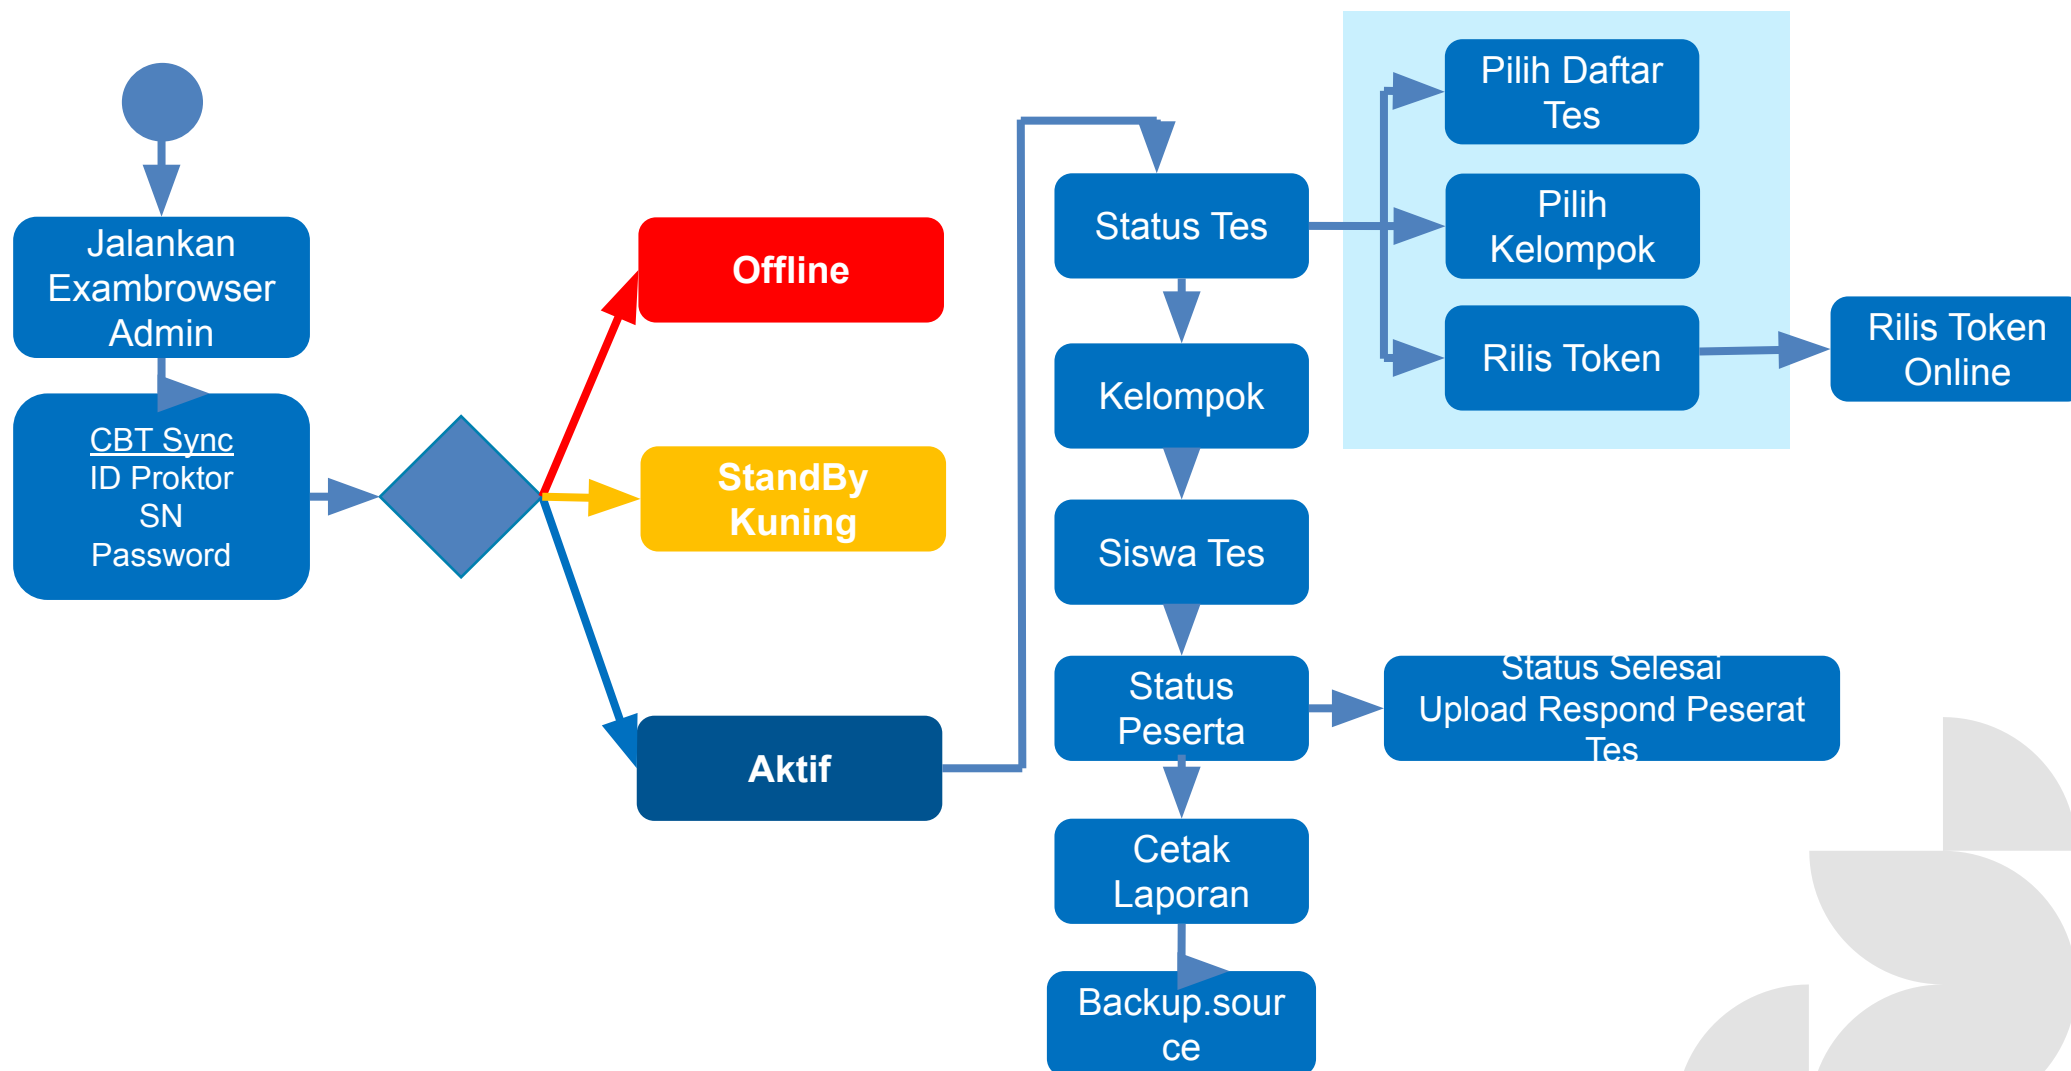 Jalankan
Exambrowser
Admin
CBT Sync
ID Proktor
SN
Password
Offline
StandBy
Kuning
Aktif
Status Tes
Kelompok
Siswa Tes
Status
Peserta
Cetak
Laporan
Backup.sour
ce
Pilih Daftar
Tes
Pilih
Kelompok
Rilis Token
Rilis Token
Online
Status Selesai
Upload Respond Peserat
Tes